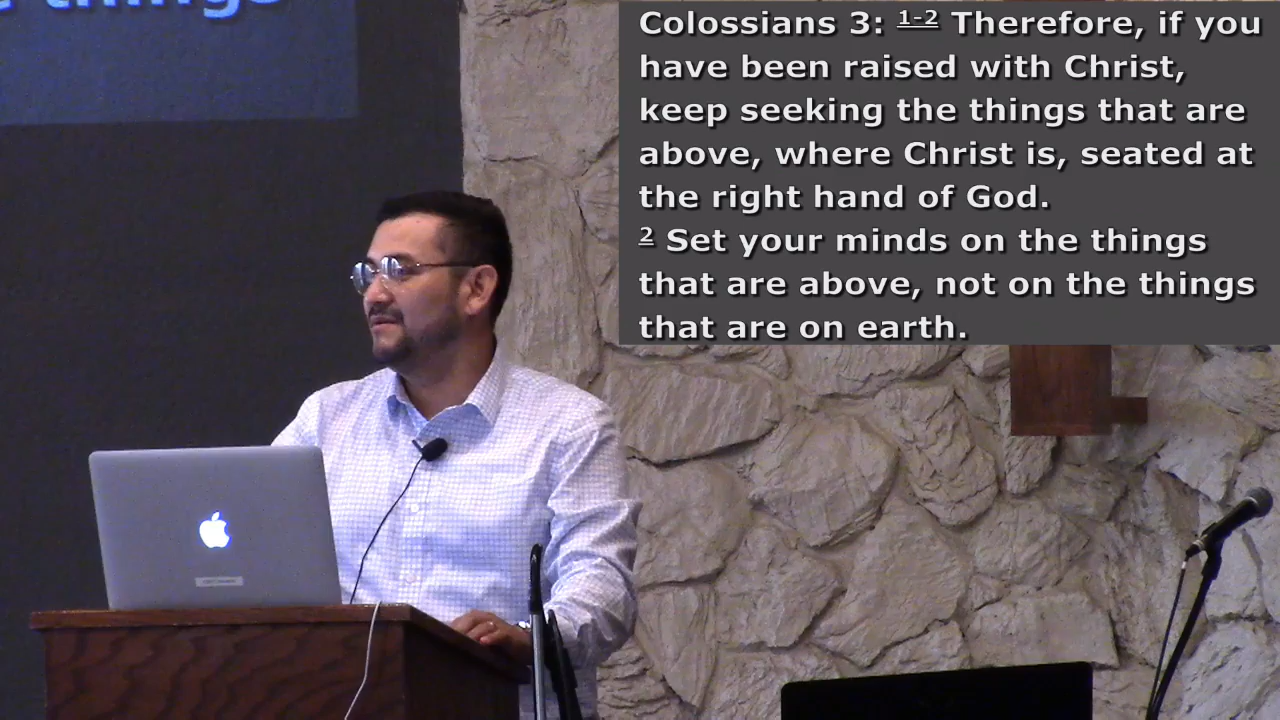 e things
Colossians 3: 1-2 Therefore, if you
have been raised with Christ,
keep seeking the things that are
above, where Christ is, seated at
the right hand of God.
2 Set your minds on the things
that are above, not on the things
that are on earth.